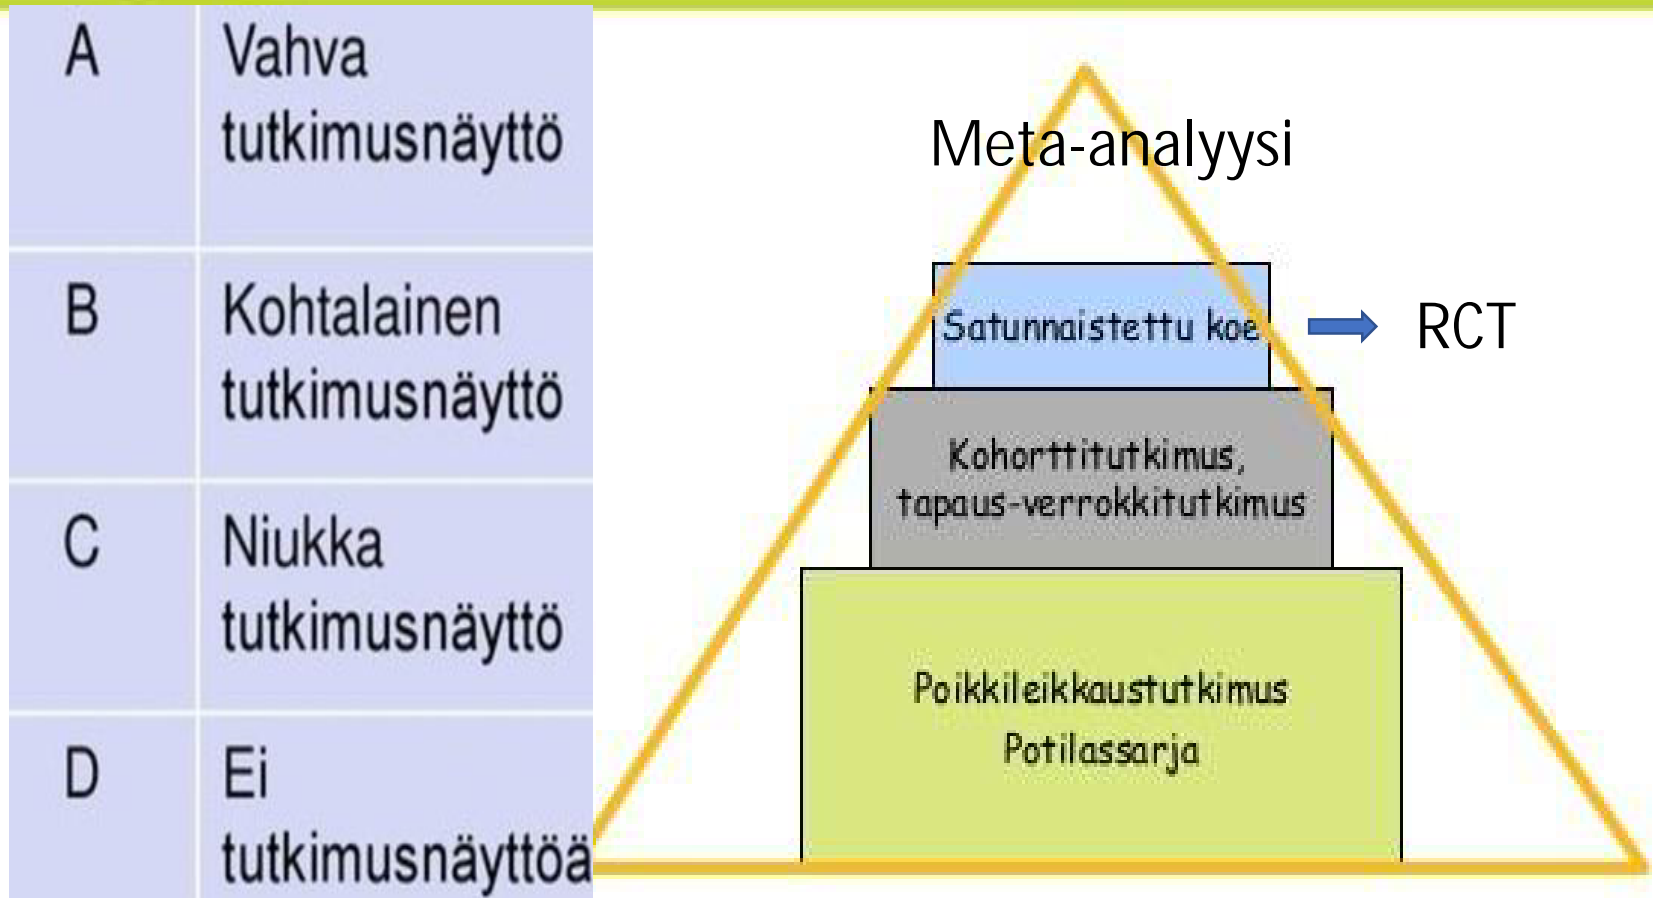 A
Vahva
tutkimusnäyttö
B
Kohtalainen
tutkimusnäyttö
C
Niukka
tutkimusnäyttö
D
Ei
tutkimusnäyttöä
Meta-analyysi
Satunnaistettu koe
RCT
Kohorttitutkimus,
tapaus-verrokkitutkimus
Poikkileikkaustutkimus
Potilassarja